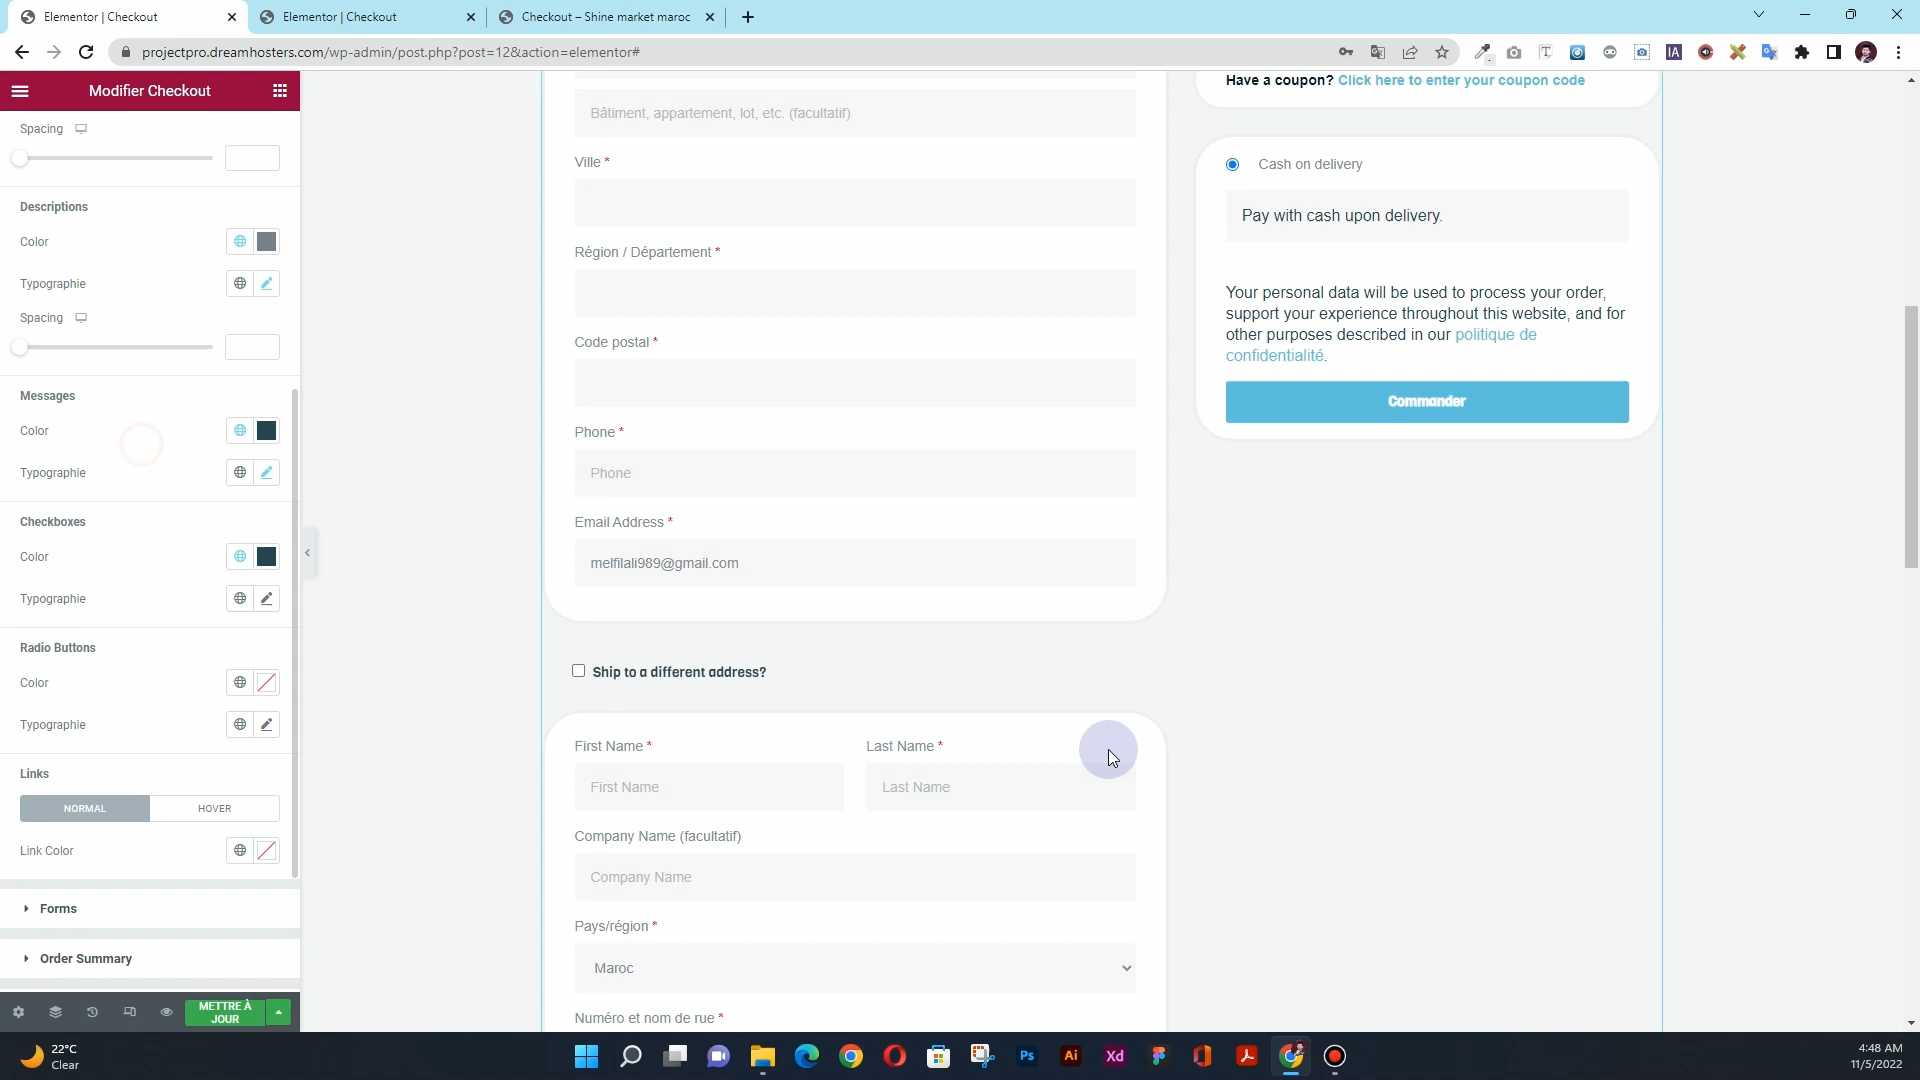 Elementor | Checkout
Elementor | Checkout
Checkout – Shine market maroc
projectpro.dreamhosters.com/wp-admin/post.php?post=12&action=elementor#
Modifier Checkout
Spacing
Descriptions
Color
Typographie
Spacing
Messages
Color
Typographie
Checkboxes
Color
Typographie
Radio Buttons
Color
Typographie
Links
NORMAL
HOVER
Link Color
Forms
Order Summary
METTRE À
JOUR
Bâtiment, appartement, lot, etc. (facultatif)
Ville *
Région / Département *
Code postal *
Phone *
Phone
Email Address *
melfilali989@gmail.com
Ship to a different address?
First Name *
Last Name *
First Name
Last Name
Company Name (facultatif)
Company Name
Pays/région *
Maroc
Numéro et nom de rue *
Have a coupon? Click here to enter your coupon code
Cash on delivery
Pay with cash upon delivery.
Your personal data will be used to process your order,
support your experience throughout this website, and for
other purposes described in our politique de
confidentialité.
Commander
22°C
Clear
Ps
Ai
Xd
4:48 AM
11/5/2022
IA
T